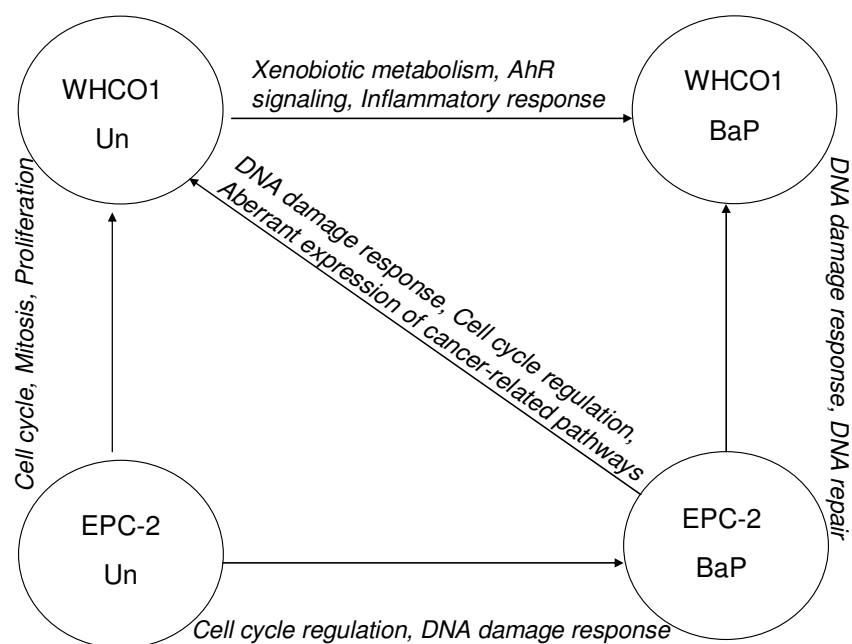 WHCO1
Un
Xenobiotic metabolism, AhR
signaling, Inflammatory response
WHCO1
BaP
Cell cycle, Mitosis, Proliferation
DNA damage response, Cell cycle regulation,
Aberrant expression of cancer-related pathways
DNA damage response, DNA repair
EPC-2
Un
EPC-2
BaP
Cell cycle regulation, DNA damage response